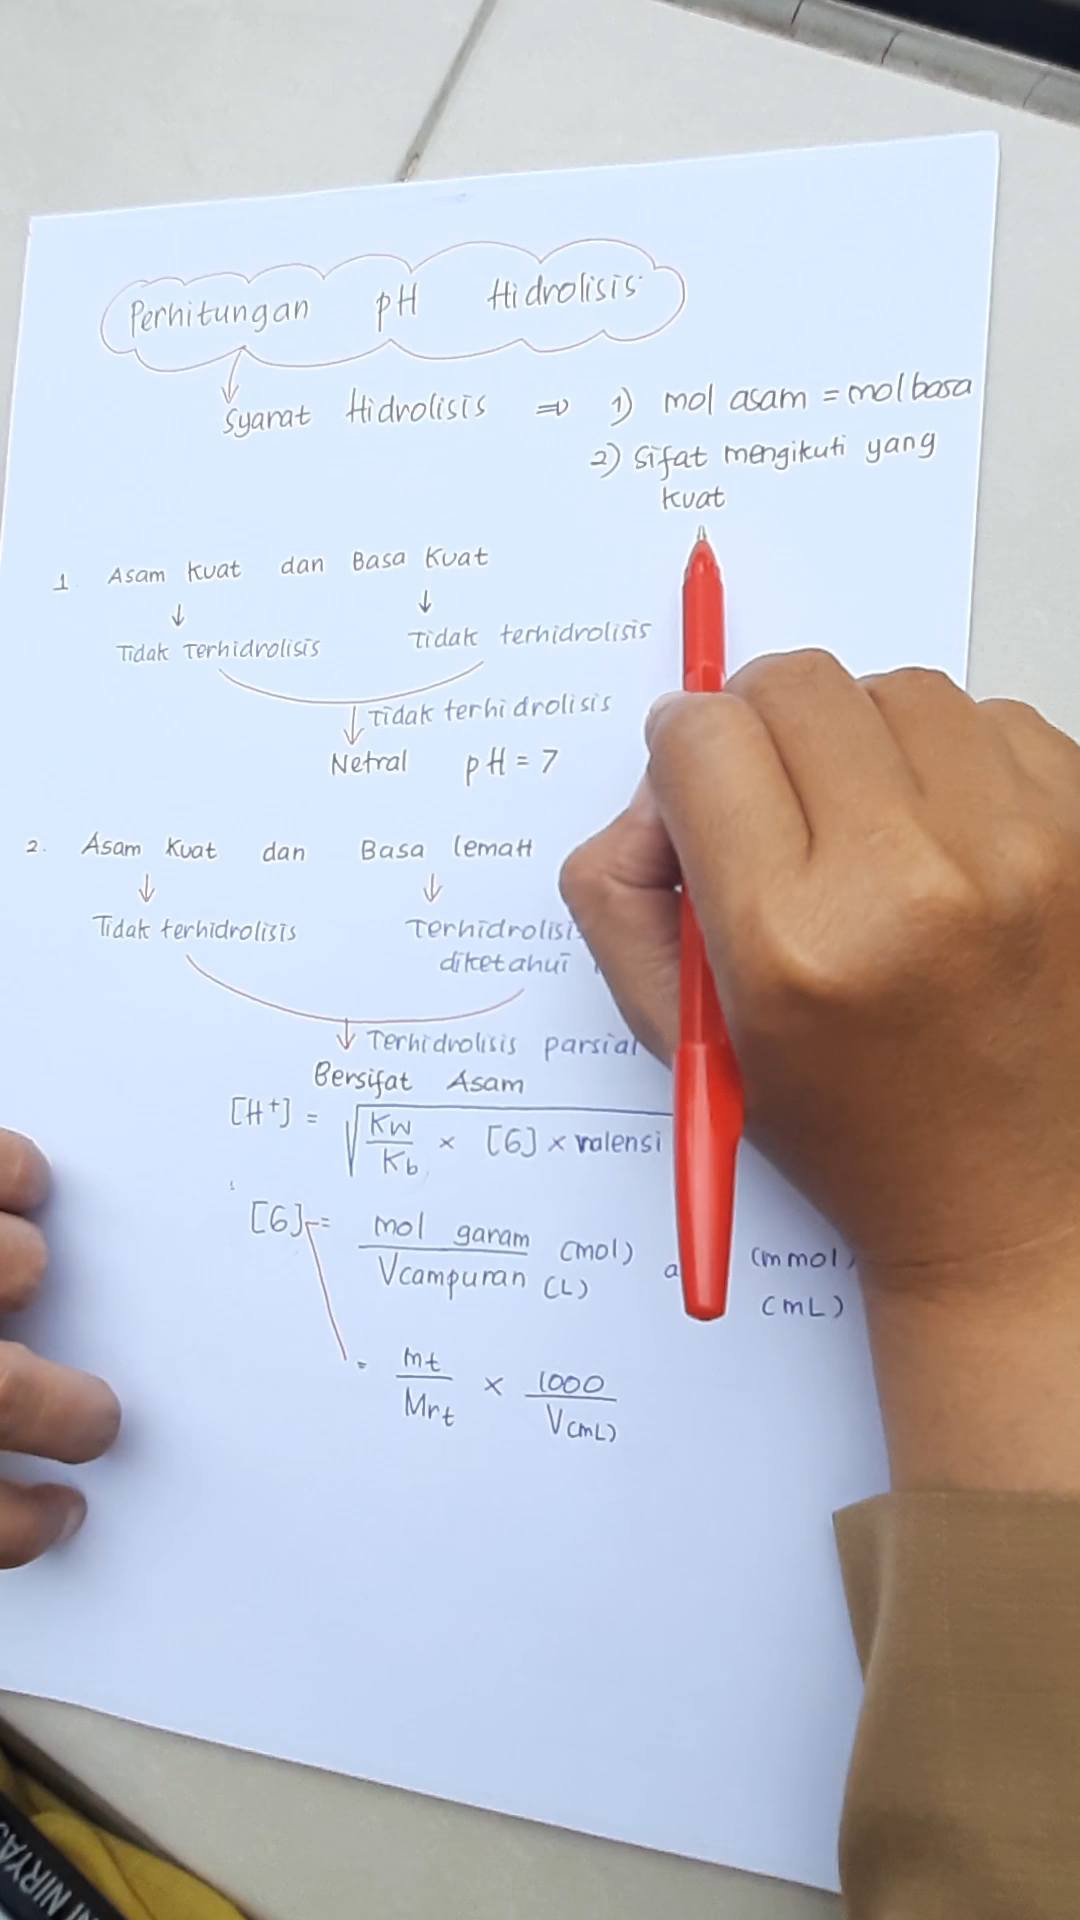 Perhitungan pH Hidrolisis
Syarat Hidrolisis ⇒ 1) mol asam = mol basa
2) Sifat mengikuti yang
kuat
1 Asam Kuat dan Basa Kuat
↓ ↓
Tidak Terhidrolisis Tidak terhidrolisis
↓ Tidak terhidrolisis
Netral pH = 7
2. Asam Kuat dan Basa lemaH
↓ ↓
Tidak terhidrolisis Terhidrolisi
diketahui
↓ Terhidrolisis parsial
Bersifat Asam
[H+] = √ Kw/Kb × [G] × valensi
[G] = mol garam (mol) / Vcampuran (L) a (mmol) / (mL)
= mt/Mrt × 1000/V(mL)